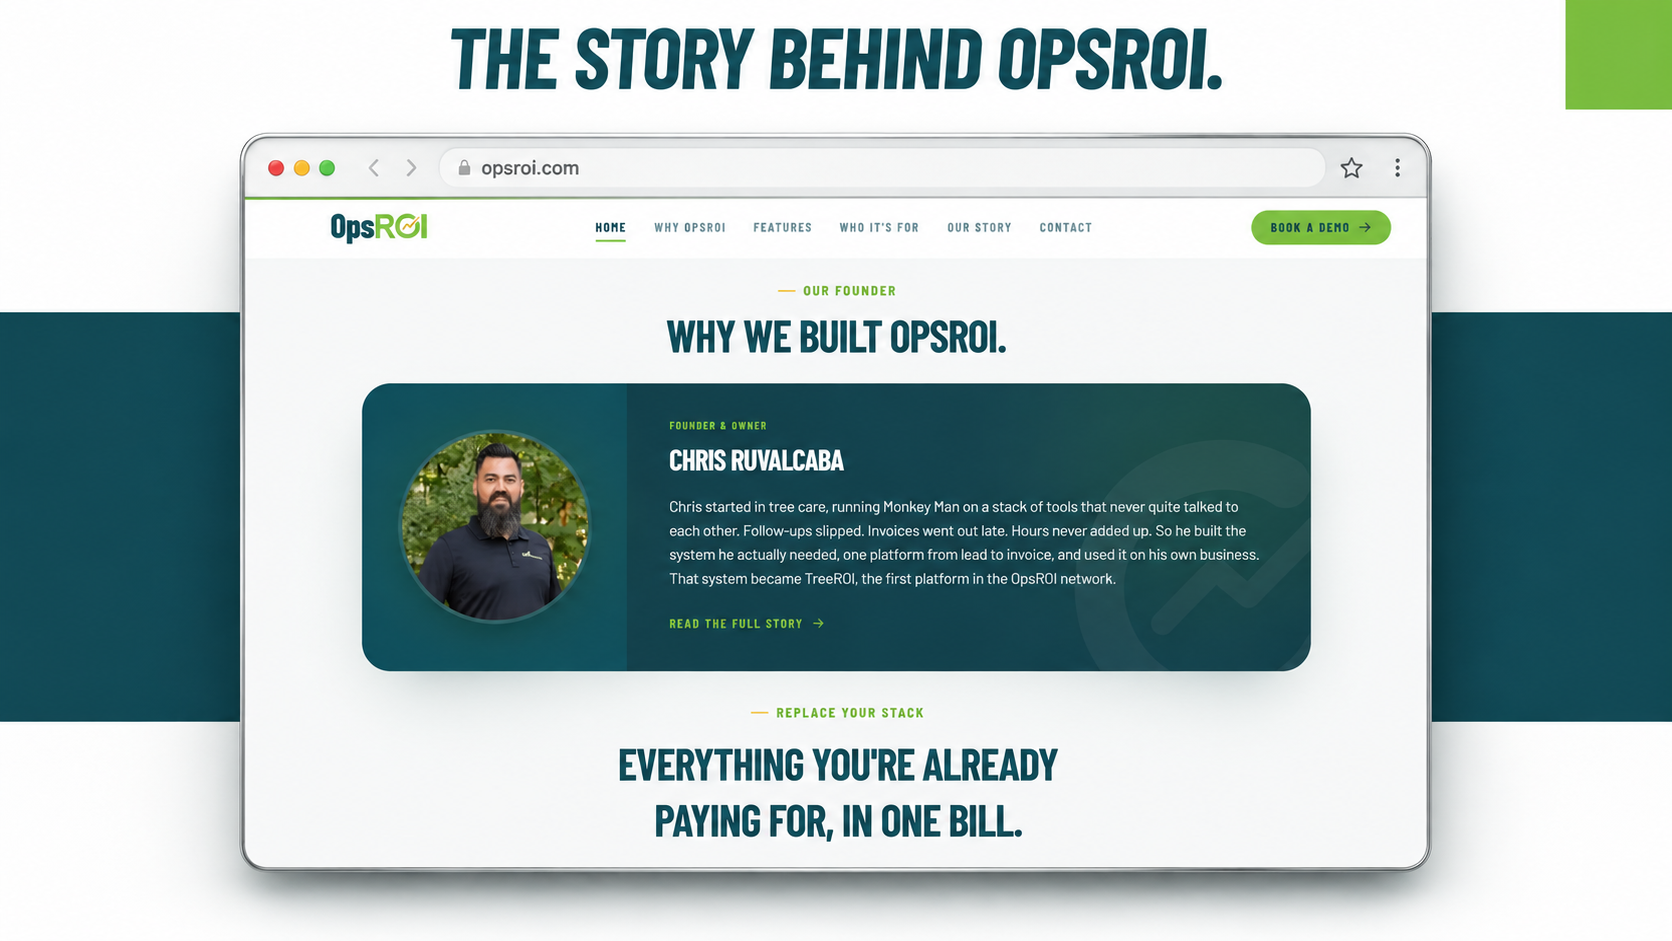 THE STORY BEHIND OPSROI.
opsroi.com
OpsROI
HOME WHY OPSROI FEATURES WHO IT'S FOR OUR STORY CONTACT
BOOK A DEMO →
— OUR FOUNDER
WHY WE BUILT OPSROI.
FOUNDER & OWNER
CHRIS RUVALCABA
Chris started in tree care, running Monkey Man on a stack of tools that never quite talked to
each other. Follow-ups slipped. Invoices went out late. Hours never added up. So he built the
system he actually needed, one platform from lead to invoice, and used it on his own business.
That system became TreeROI, the first platform in the OpsROI network.
READ THE FULL STORY →
— REPLACE YOUR STACK
EVERYTHING YOU'RE ALREADY
PAYING FOR, IN ONE BILL.